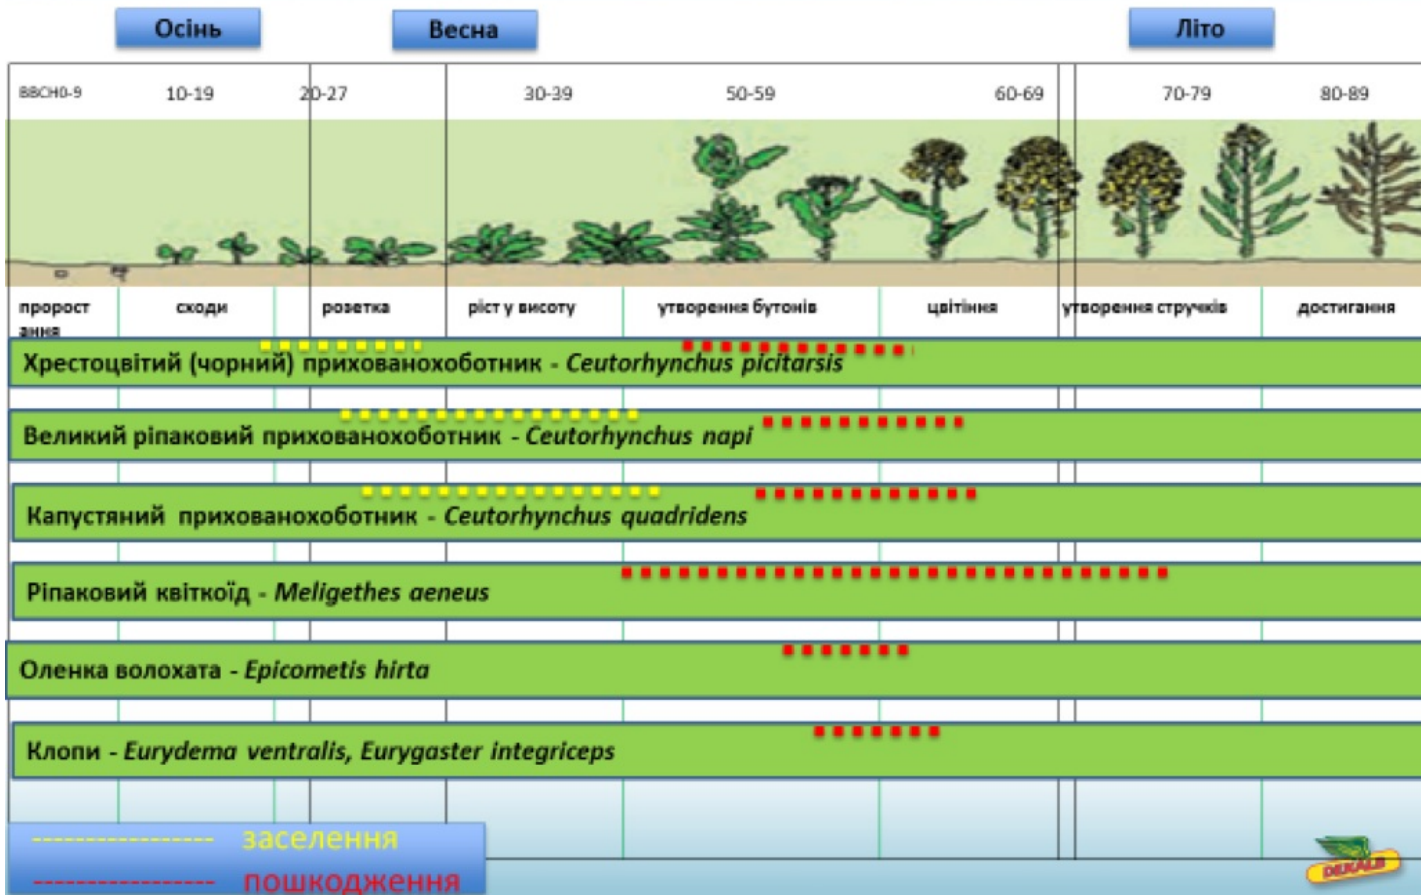 Осінь
Весна
Літо
BBCH0-9
10-19
20-27
30-39
50-59
60-69
70-79
80-89
пророст
ання
сходи
розетка
ріст у висоту
утворення бутонів
цвітіння
утворення стручків
достигання
Хрестоцвітий (чорний) прихованохоботник - Ceutorhynchus picitarsis
Великий ріпаковий прихованохоботник - Ceutorhynchus napi
Капустяний прихованохоботник - Ceutorhynchus quadridens
Ріпаковий квіткоїд - Meligethes aeneus
Оленка волохата - Epicometis hirta
Клопи - Eurydema ventralis, Eurygaster integriceps
заселення
пошкодження
DEKALB